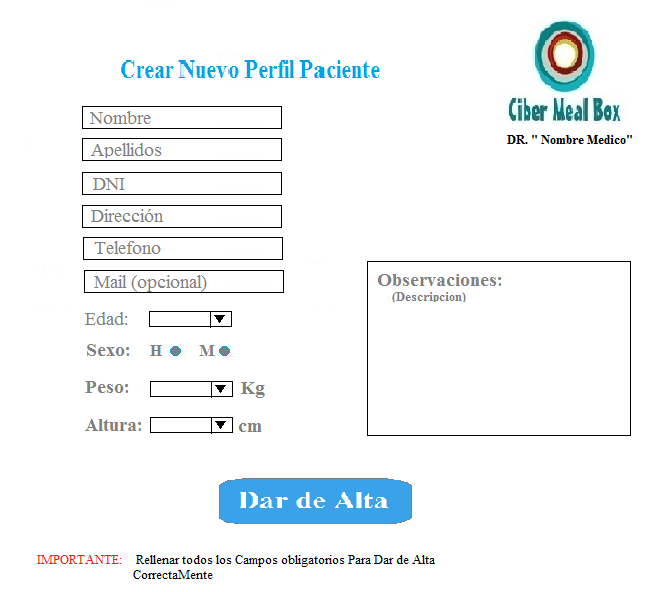 Crear Nuevo Perfil Paciente
Ciber Meal Box
DR. " Nombre Medico"
Nombre
Apellidos
DNI
Dirección
Telefono
Mail (opcional)
Observaciones:
(Descripcion)
Edad:
Sexo: H M
Peso: Kg
Altura: cm
Dar de Alta
IMPORTANTE: Rellenar todos los Campos obligatorios Para Dar de Alta
CorrectaMente